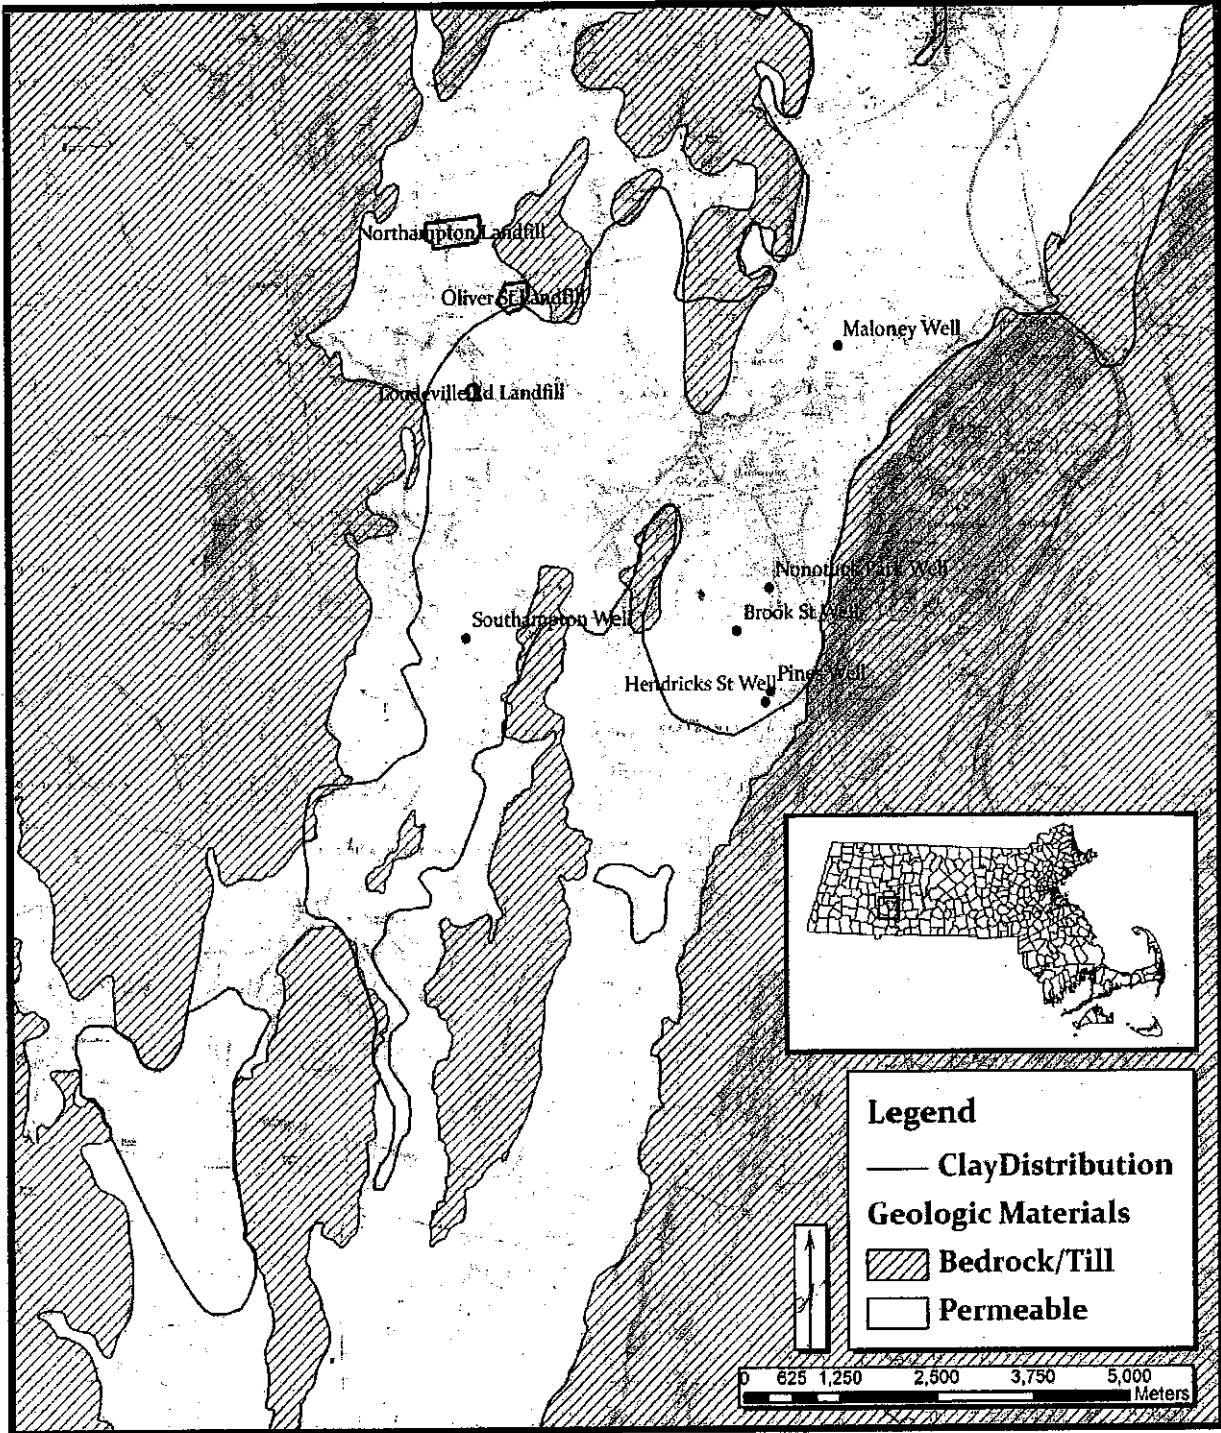 Northampton Landfill
Oliver St Landfill
Maloney Well
Loudeville Rd Landfill
Nonotuck Park Well
Southampton Well
Brook St Well
Pines Well
Hendricks St Well
Legend
ClayDistribution
Geologic Materials
Bedrock/Till
Permeable
0 625 1,250 2,500 3,750 5,000
Meters